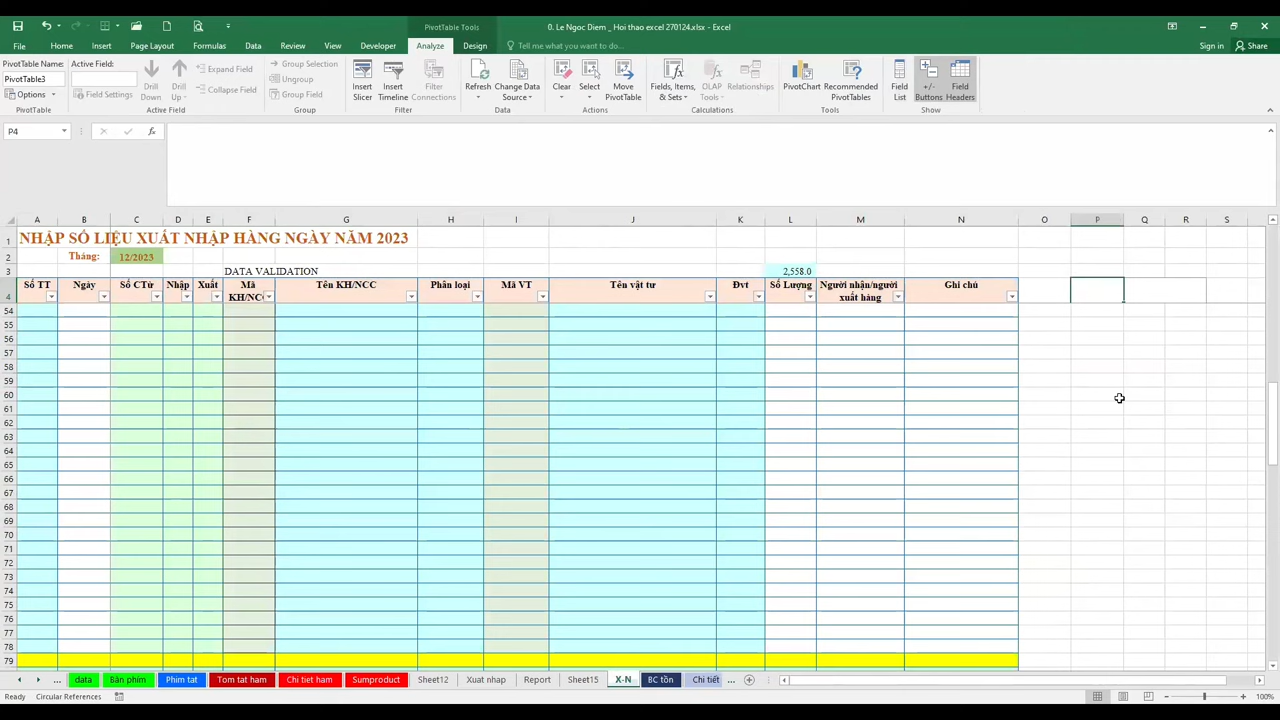 PivotTable Tools
0. Le Ngoc Diem _ Hoi thao excel 270124.xlsx - Excel
File Home Insert Page Layout Formulas Data Review View Developer Analyze Design Tell me what you want to do... Sign in Share
PivotTable Name:
PivotTable3
Options
PivotTable
Active Field:
Field Settings
Drill Down
Drill Up
Expand Field
Collapse Field
Active Field
Group Selection
Ungroup
Group Field
Group
Insert Slicer
Insert Timeline
Filter Connections
Filter
Refresh
Change Data Source
Data
Clear
Select
Move PivotTable
Actions
Fields, Items, & Sets
OLAP Tools
Relationships
Calculations
PivotChart
Recommended PivotTables
Tools
Field List
+/- Buttons
Field Headers
Show
P4
fx
A B C D E F G H I J K L M N O P Q R S
1 NHẬP SỐ LIỆU XUẤT NHẬP HÀNG NGÀY NĂM 2023
2 Tháng: 12/2023
3 DATA VALIDATION 2,558.0
4 Số TT Ngày Số CTừ Nhập Xuất Mã KH/NCC Tên KH/NCC Phân loại Mã VT Tên vật tư Đvt Số Lượng Người nhận/người xuất hàng Ghi chú
54
55
56
57
58
59
60
61
62
63
64
65
66
67
68
69
70
71
72
73
74
75
76
77
78
79
... data Bàn phím Phim tat Tom tat ham Chi tiet ham Sumproduct Sheet12 Xuat nhap Report Sheet15 X-N BC tồn Chi tiết ...
Ready Circular References 100%